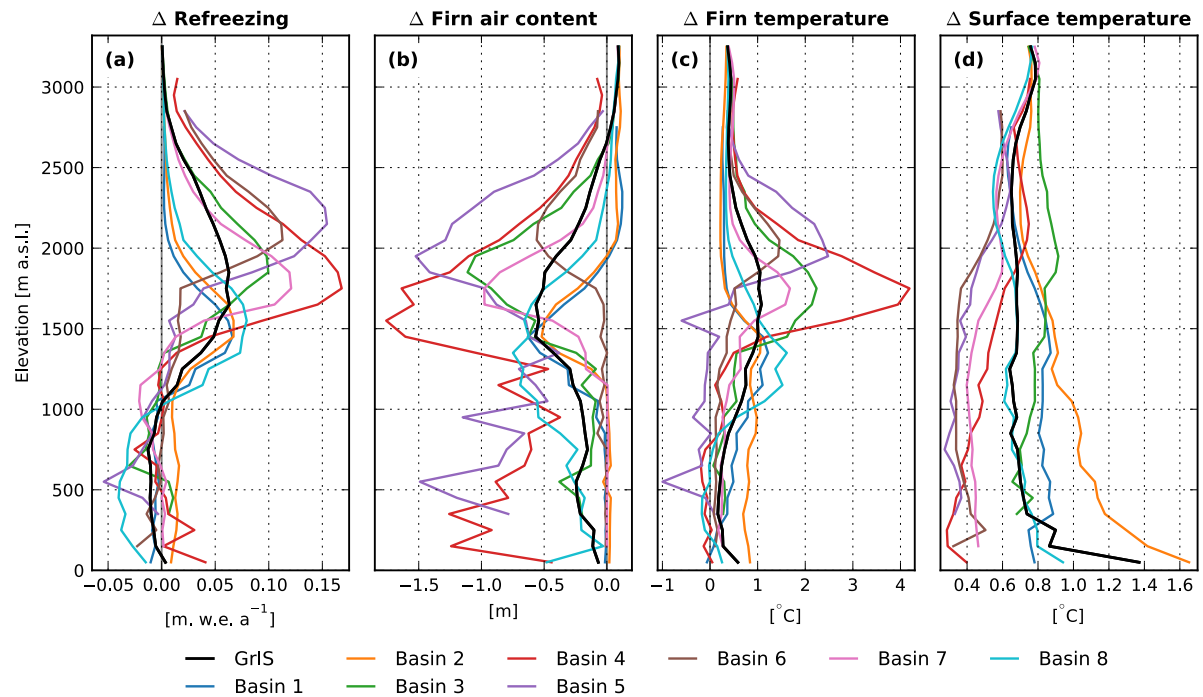 Δ Refreezing
Δ Firn air content
Δ Firn temperature
Δ Surface temperature
(a)
(b)
(c)
(d)
Elevation [m a.s.l.]
3000
2500
2000
1500
1000
500
0
−0.05 0.00 0.05 0.10 0.15
−1.5 −1.0 −0.5 0.0
−1 0 1 2 3 4
0.4 0.6 0.8 1.0 1.2 1.4 1.6
[m. w.e. a⁻¹]
[m]
[°C]
[°C]
GrIS Basin 2 Basin 4 Basin 6 Basin 7 Basin 8
Basin 1 Basin 3 Basin 5